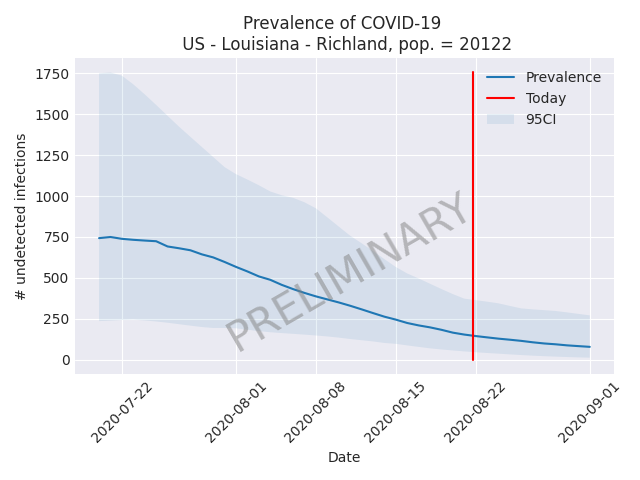 Prevalence of COVID-19
US - Louisiana - Richland, pop. = 20122
# undetected infections
1750
1500
1250
1000
750
500
250
0
Prevalence
Today
95CI
PRELIMINARY
2020-07-22
2020-08-01
2020-08-08
2020-08-15
2020-08-22
2020-09-01
Date